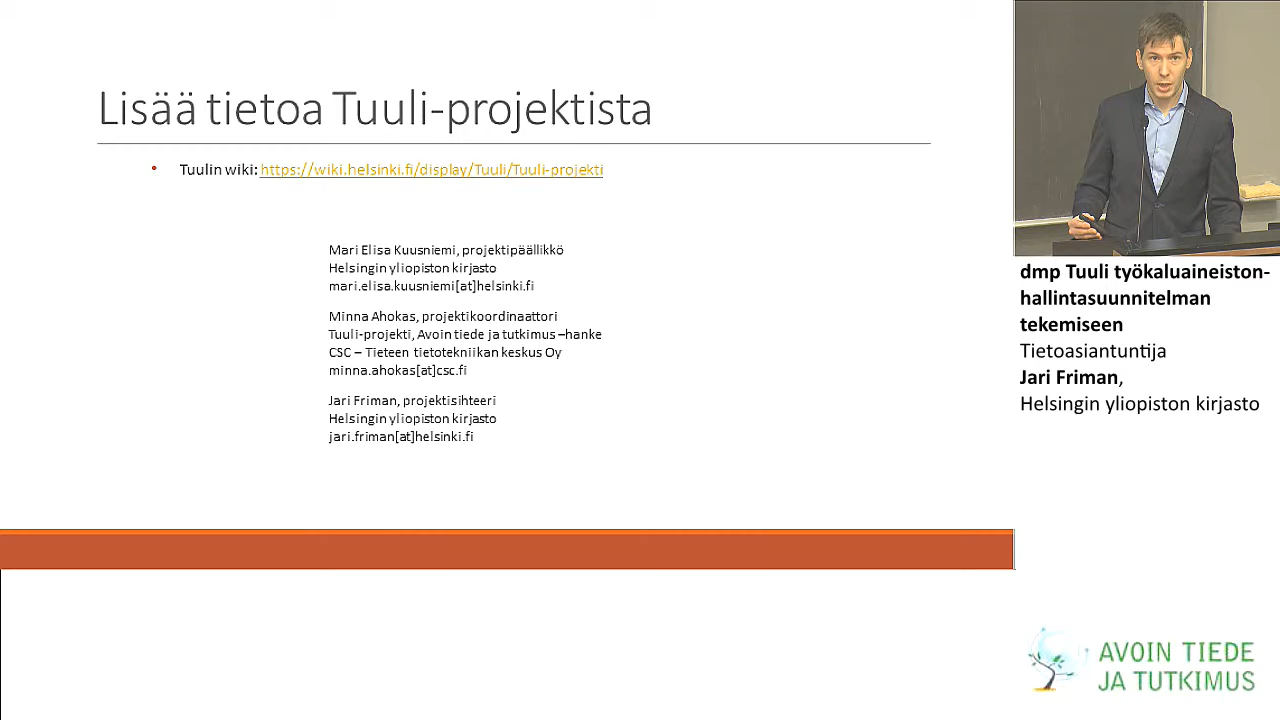 Lisää tietoa Tuuli-projektista
• Tuulin wiki: https://wiki.helsinki.fi/display/Tuuli/Tuuli-projekti
Mari Elisa Kuusniemi, projektipäällikkö
Helsingin yliopiston kirjasto
mari.elisa.kuusniemi[at]helsinki.fi
Minna Ahokas, projektikoordinaattori
Tuuli-projekti, Avoin tiede ja tutkimus –hanke
CSC – Tieteen tietotekniikan keskus Oy
minna.ahokas[at]csc.fi
Jari Friman, projektisihteeri
Helsingin yliopiston kirjasto
jari.friman[at]helsinki.fi
dmp Tuuli työkaluaineiston-
hallintasuunnitelman
tekemiseen
Tietoasiantuntija
Jari Friman,
Helsingin yliopiston kirjasto
AVOIN TIEDE
JA TUTKIMUS